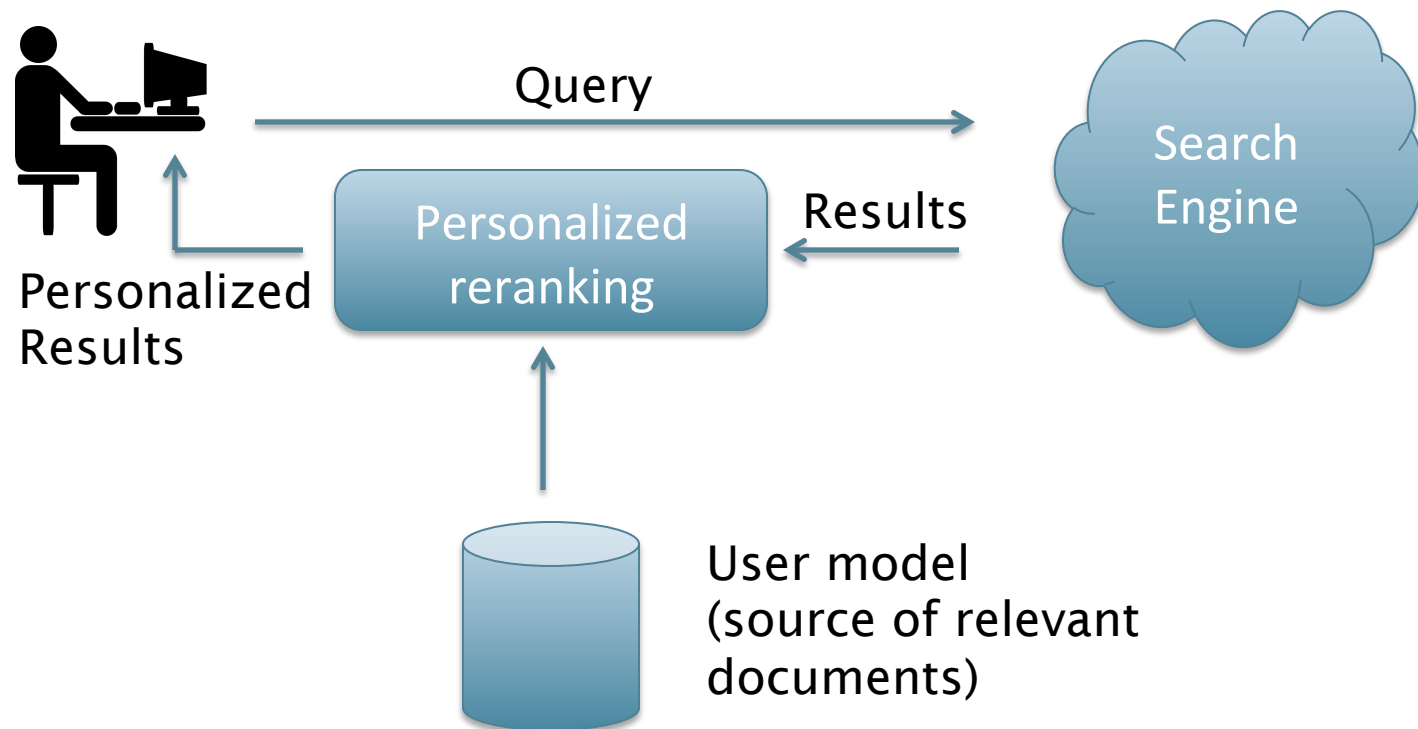 Query
Search
Engine
Personalized
reranking
Results
Personalized
Results
User model
(source of relevant
documents)